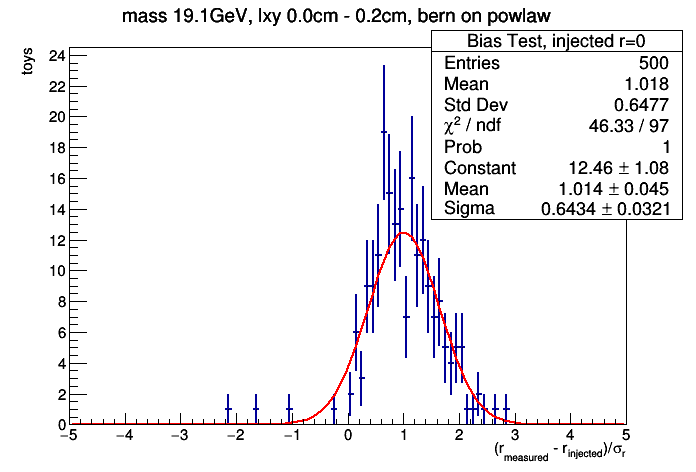 mass 19.1GeV, lxy 0.0cm - 0.2cm, bern on powlaw
Bias Test, injected r=0
Entries 500
Mean 1.018
Std Dev 0.6477
χ² / ndf 46.33 / 97
Prob 1
Constant 12.46 ± 1.08
Mean 1.014 ± 0.045
Sigma 0.6434 ± 0.0321
toys
24
22
20
18
16
14
12
10
8
6
4
2
0
−5 −4 −3 −2 −1 0 1 2 3 4 5
(r_measured - r_injected)/σ_r